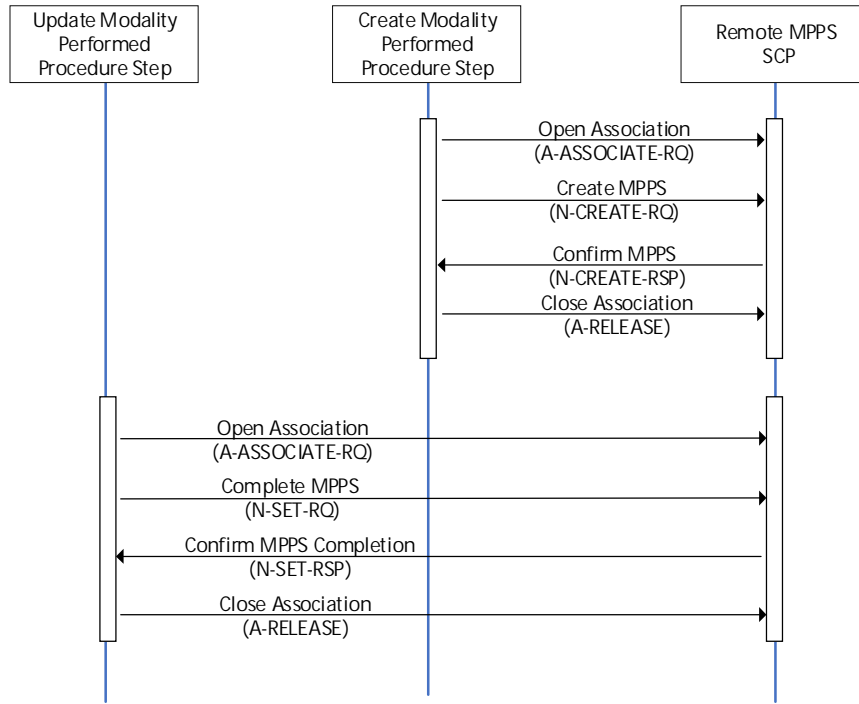 Update Modality
Performed
Procedure Step
Create Modality
Performed
Procedure Step
Remote MPPS
SCP
Open Association
(A-ASSOCIATE-RQ)
Create MPPS
(N-CREATE-RQ)
Confirm MPPS
(N-CREATE-RSP)
Close Association
(A-RELEASE)
Open Association
(A-ASSOCIATE-RQ)
Complete MPPS
(N-SET-RQ)
Confirm MPPS Completion
(N-SET-RSP)
Close Association
(A-RELEASE)